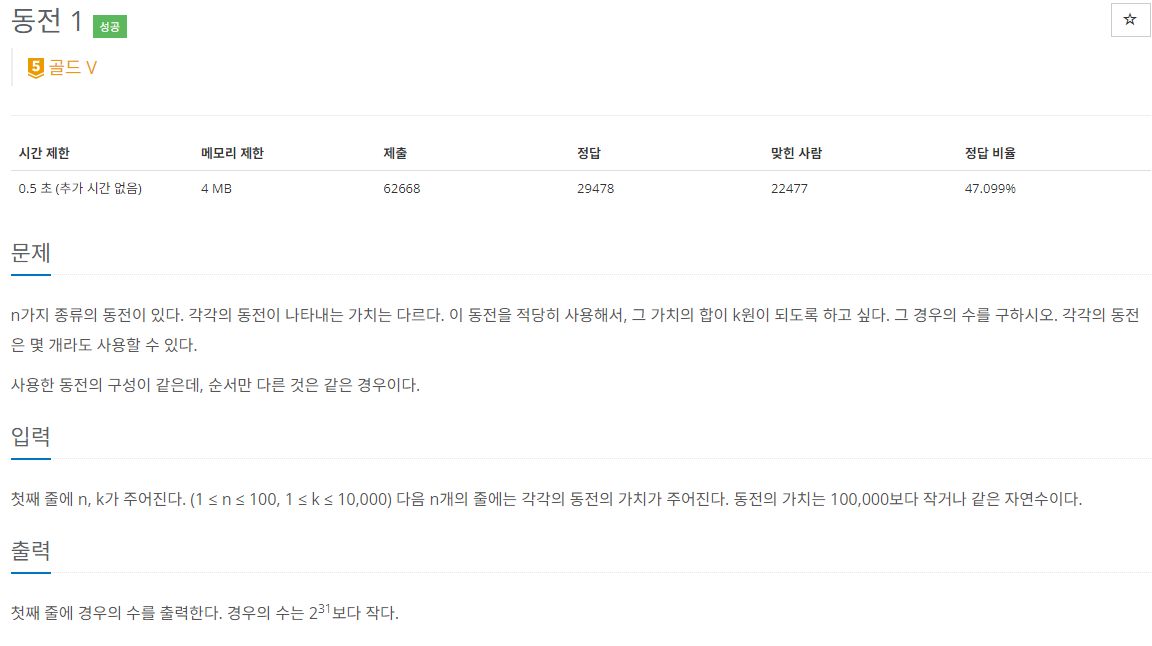 동전 1 성공
☆
5 골드 V
시간 제한 메모리 제한 제출 정답 맞힌 사람 정답 비율
0.5 초 (추가 시간 없음) 4 MB 62668 29478 22477 47.099%
문제
n가지 종류의 동전이 있다. 각각의 동전이 나타내는 가치는 다르다. 이 동전을 적당히 사용해서, 그 가치의 합이 k원이 되도록 하고 싶다. 그 경우의 수를 구하시오. 각각의 동전
은 몇 개라도 사용할 수 있다.
사용한 동전의 구성이 같은데, 순서만 다른 것은 같은 경우이다.
입력
첫째 줄에 n, k가 주어진다. (1 ≤ n ≤ 100, 1 ≤ k ≤ 10,000) 다음 n개의 줄에는 각각의 동전의 가치가 주어진다. 동전의 가치는 100,000보다 작거나 같은 자연수이다.
출력
첫째 줄에 경우의 수를 출력한다. 경우의 수는 2³¹보다 작다.